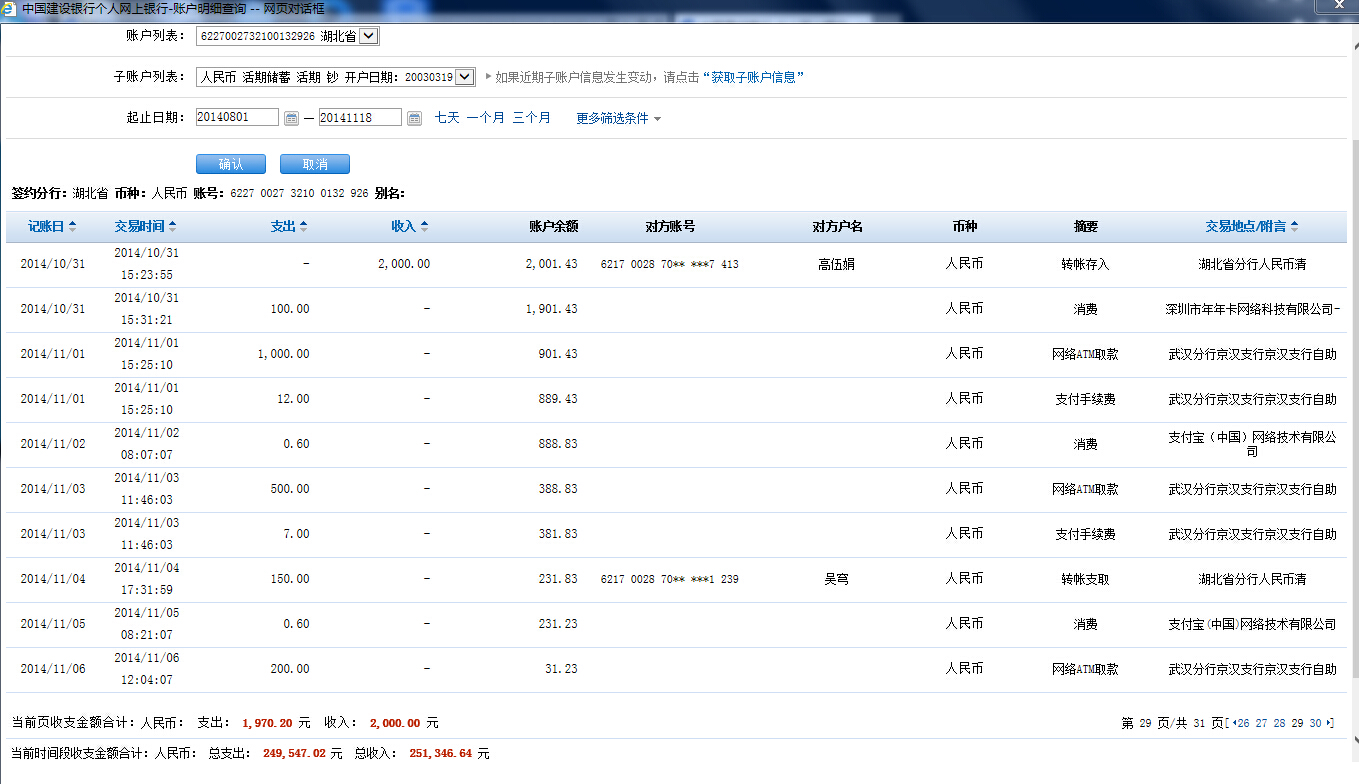 中国建设银行个人网上银行-账户明细查询 -- 网页对话框
账户列表： 6227002732100132926 湖北省
子账户列表： 人民币 活期储蓄 活期 钞 开户日期：20030319 如果近期子账户信息发生变动，请点击“获取子账户信息”
起止日期： 20140801 — 20141118 七天 一个月 三个月 更多筛选条件
确认 取消
签约分行：湖北省 币种：人民币 账号：6227 0027 3210 0132 926 别名：
记账日 交易时间 支出 收入 账户余额 对方账号 对方户名 币种 摘要 交易地点/附言
2014/10/31 2014/10/31 15:23:55 - 2,000.00 2,001.43 6217 0028 70** ***7 413 高伍娟 人民币 转帐存入 湖北省分行人民币清
2014/10/31 2014/10/31 15:31:21 100.00 - 1,901.43 人民币 消费 深圳市年年卡网络科技有限公司-
2014/11/01 2014/11/01 15:25:10 1,000.00 - 901.43 人民币 网络ATM取款 武汉分行京汉支行京汉支行自助
2014/11/01 2014/11/01 15:25:10 12.00 - 889.43 人民币 支付手续费 武汉分行京汉支行京汉支行自助
2014/11/02 2014/11/02 08:07:07 0.60 - 888.83 人民币 消费 支付宝（中国）网络技术有限公司
2014/11/03 2014/11/03 11:46:03 500.00 - 388.83 人民币 网络ATM取款 武汉分行京汉支行京汉支行自助
2014/11/03 2014/11/03 11:46:03 7.00 - 381.83 人民币 支付手续费 武汉分行京汉支行京汉支行自助
2014/11/04 2014/11/04 17:31:59 150.00 - 231.83 6217 0028 70** ***1 239 吴穹 人民币 转帐支取 湖北省分行人民币清
2014/11/05 2014/11/05 08:21:07 0.60 - 231.23 人民币 消费 支付宝(中国)网络技术有限公司
2014/11/06 2014/11/06 12:04:07 200.00 - 31.23 人民币 网络ATM取款 武汉分行京汉支行京汉支行自助
当前页收支金额合计：人民币： 支出： 1,970.20 元 收入： 2,000.00 元 第 29 页/共 31 页[ 26 27 28 29 30 ]
当前时间段收支金额合计：人民币： 总支出： 249,547.02 元 总收入： 251,346.64 元